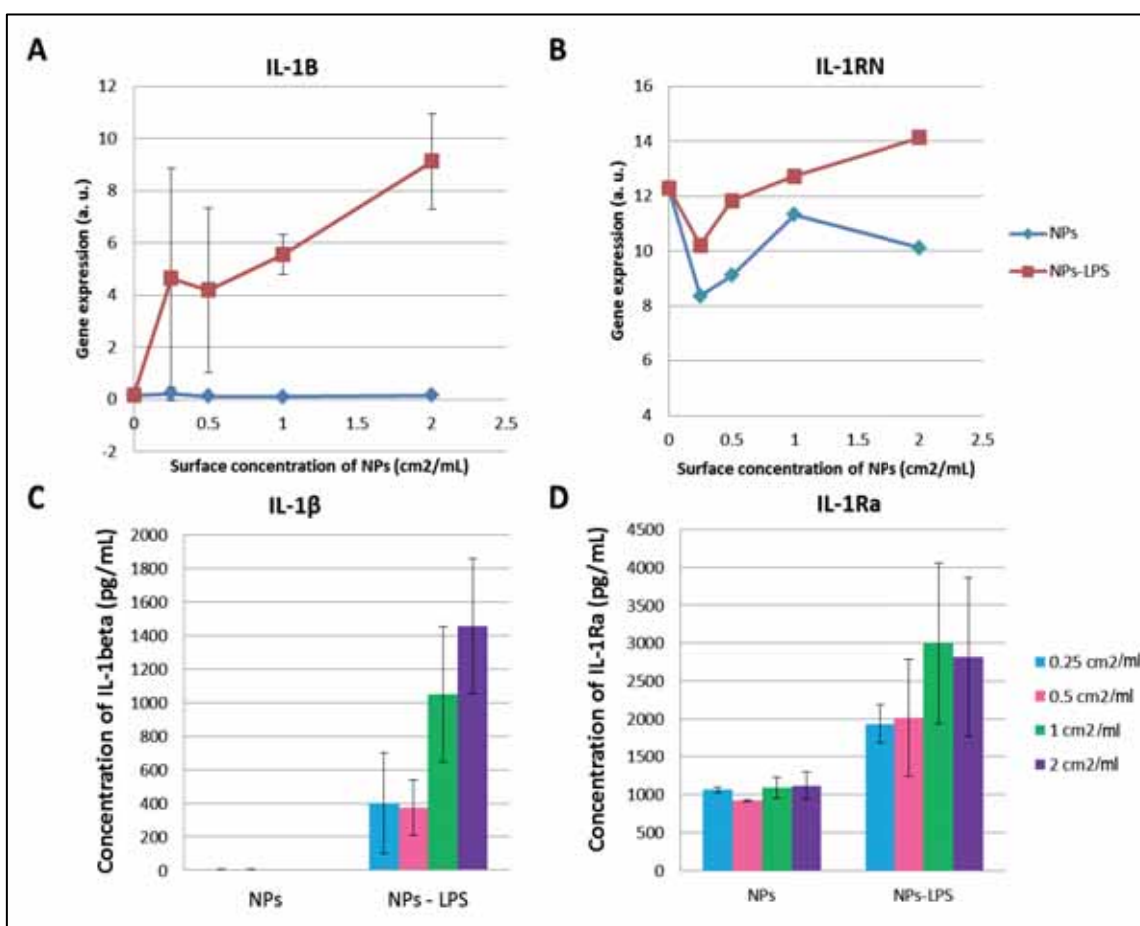 A
IL-1B
Gene expression (a. u.)
12
10
8
6
4
2
0
-2
0
0.5
1
1.5
2
2.5
Surface concentration of NPs (cm2/mL)
B
IL-1RN
Gene expression (a. u.)
16
14
12
10
8
6
4
0
0.5
1
1.5
2
2.5
Surface concentration of NPs (cm2/mL)
NPs
NPs-LPS
C
IL-1β
Concentration of IL-1beta (pg/mL)
2000
1800
1600
1400
1200
1000
800
600
400
200
0
NPs
NPs - LPS
D
IL-1Ra
Concentration of IL-1Ra (pg/mL)
4500
4000
3500
3000
2500
2000
1500
1000
500
0
NPs
NPs-LPS
0.25 cm2/ml
0.5 cm2/ml
1 cm2/ml
2 cm2/ml